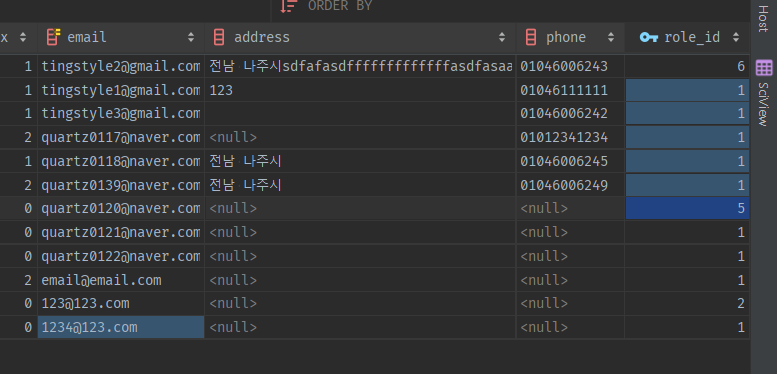 ORDER BY
x email address phone role_id
1 tingstyle2@gmail.com 전남 나주시sdfafasdfffffffffffffasdfasaa 01046006243 6
1 tingstyle1@gmail.com 123 01046111111 1
1 tingstyle3@gmail.com 01046006242 1
2 quartz0117@naver.com <null> 01012341234 1
1 quartz0118@naver.com 전남 나주시 01046006245 1
2 quartz0139@naver.com 전남 나주시 01046006249 1
0 quartz0120@naver.com <null> <null> 5
0 quartz0121@naver.com <null> <null> 1
0 quartz0122@naver.com <null> <null> 1
2 email@email.com <null> <null> 1
0 123@123.com <null> <null> 2
0 1234@123.com <null> <null> 1
Host
SciView